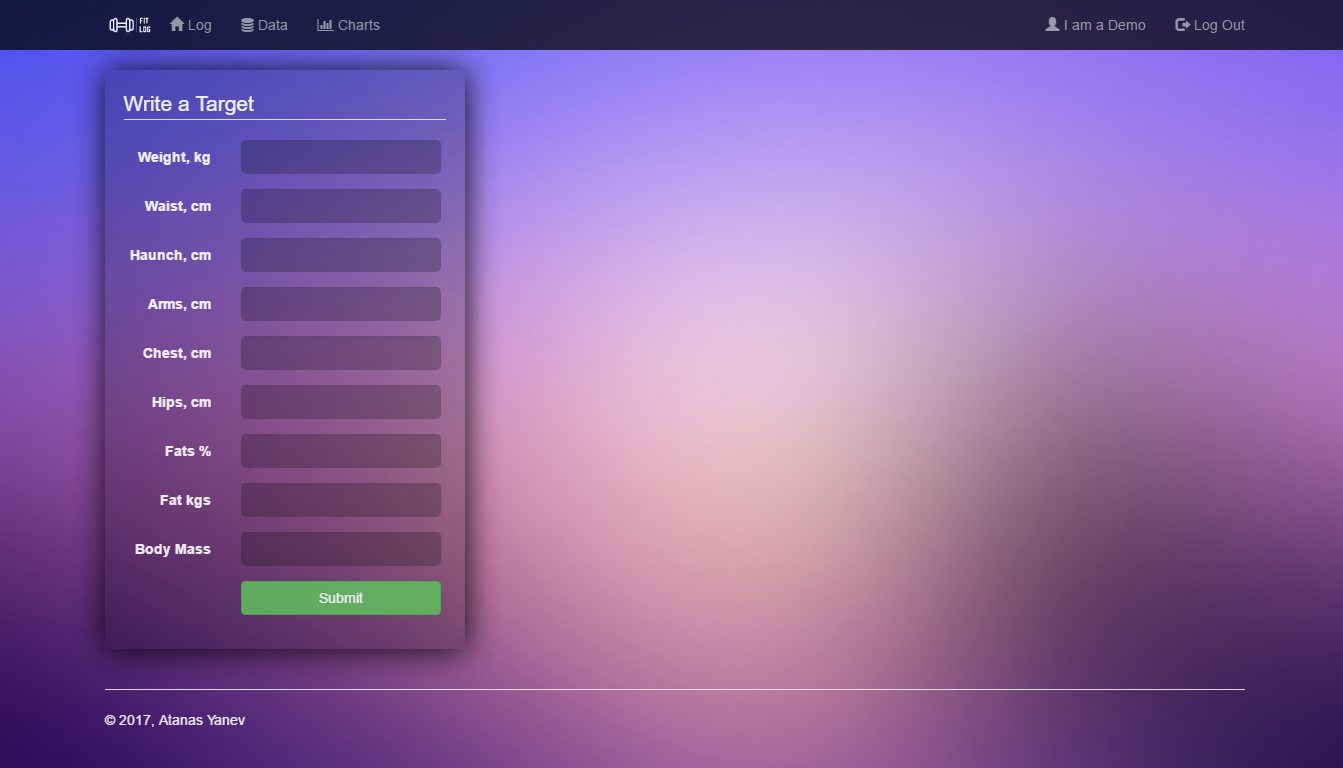 FIT LOG Log Data Charts I am a Demo Log Out
Write a Target
Weight, kg
Waist, cm
Haunch, cm
Arms, cm
Chest, cm
Hips, cm
Fats %
Fat kgs
Body Mass
Submit
© 2017, Atanas Yanev